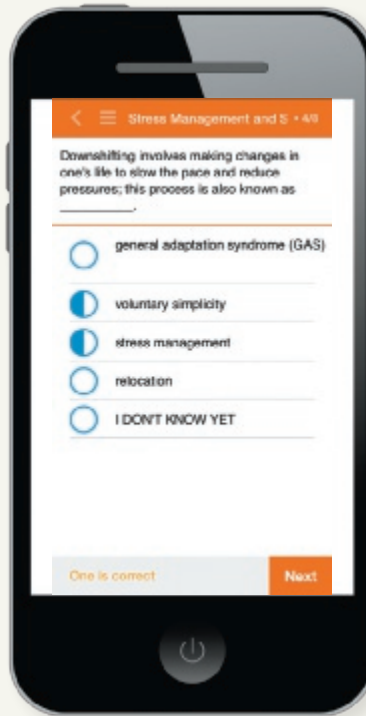 Stress Management and S • 4/8
Downshifting involves making changes in
one's life to slow the pace and reduce
pressures; this process is also known as
__________.
general adaptation syndrome (GAS)
voluntary simplicity
stress management
relocation
I DON'T KNOW YET
One is correct
Next